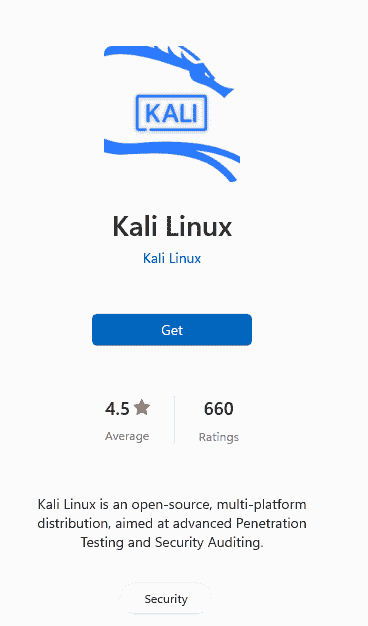 KALI
Kali Linux
Kali Linux
Get
4.5 660
Average Ratings
Kali Linux is an open-source, multi-platform
distribution, aimed at advanced Penetration
Testing and Security Auditing.
Security